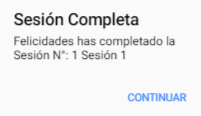 Sesión Completa
Felicidades has completado la
Sesión N°: 1 Sesión 1
CONTINUAR